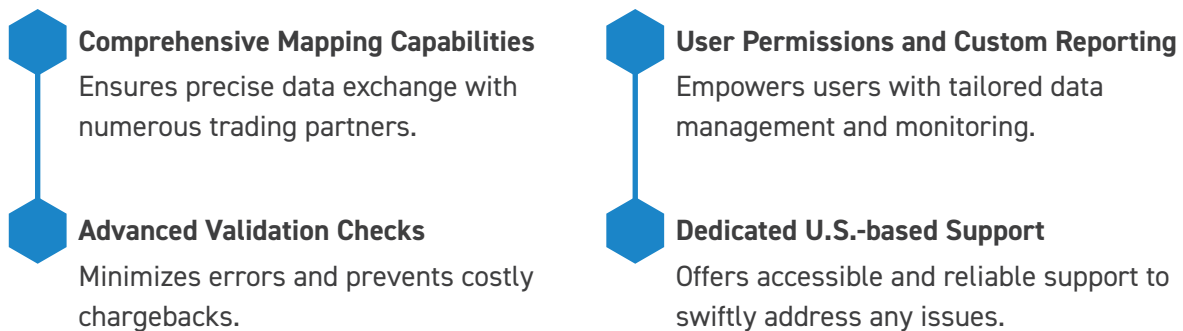 Comprehensive Mapping Capabilities
Ensures precise data exchange with
numerous trading partners.
Advanced Validation Checks
Minimizes errors and prevents costly
chargebacks.
User Permissions and Custom Reporting
Empowers users with tailored data
management and monitoring.
Dedicated U.S.-based Support
Offers accessible and reliable support to
swiftly address any issues.